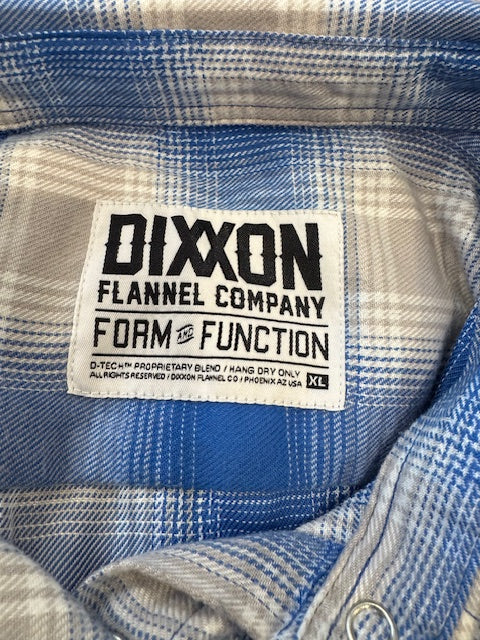 DIXXON
FLANNEL COMPANY
FORM AND FUNCTION
D-TECH™ PROPRIETARY BLEND / HANG DRY ONLY
ALL RIGHTS RESERVED / DIXXON FLANNEL CO / PHOENIX AZ USA XL